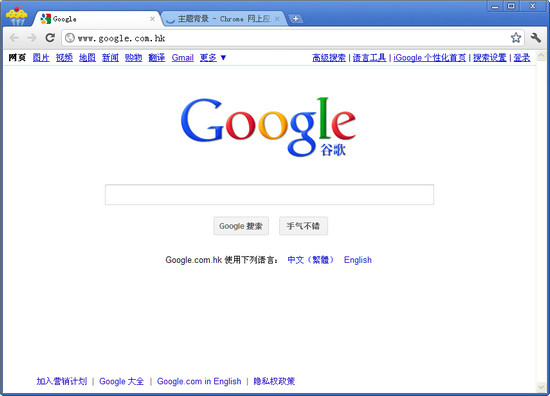 Google
主题背景 - Chrome 网上应
www.google.com.hk
网页 图片 视频 地图 新闻 购物 翻译 Gmail 更多 ▼ 高级搜索 | 语言工具 | iGoogle 个性化首页 | 搜索设置 | 登录
Google
谷歌
Google 搜索 手气不错
Google.com.hk 使用下列语言： 中文（繁體） English
加入营销计划 | Google 大全 | Google.com in English | 隐私权政策